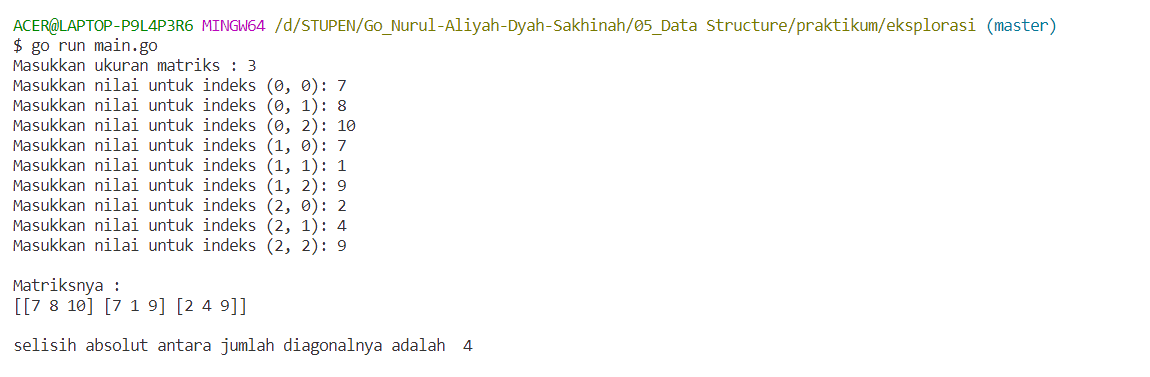 ACER@LAPTOP-P9L4P3R6 MINGW64 /d/STUPEN/Go_Nurul-Aliyah-Dyah-Sakhinah/05_Data Structure/praktikum/eksplorasi (master)
$ go run main.go
Masukkan ukuran matriks : 3
Masukkan nilai untuk indeks (0, 0): 7
Masukkan nilai untuk indeks (0, 1): 8
Masukkan nilai untuk indeks (0, 2): 10
Masukkan nilai untuk indeks (1, 0): 7
Masukkan nilai untuk indeks (1, 1): 1
Masukkan nilai untuk indeks (1, 2): 9
Masukkan nilai untuk indeks (2, 0): 2
Masukkan nilai untuk indeks (2, 1): 4
Masukkan nilai untuk indeks (2, 2): 9
Matriksnya :
[[7 8 10] [7 1 9] [2 4 9]]
selisih absolut antara jumlah diagonalnya adalah  4